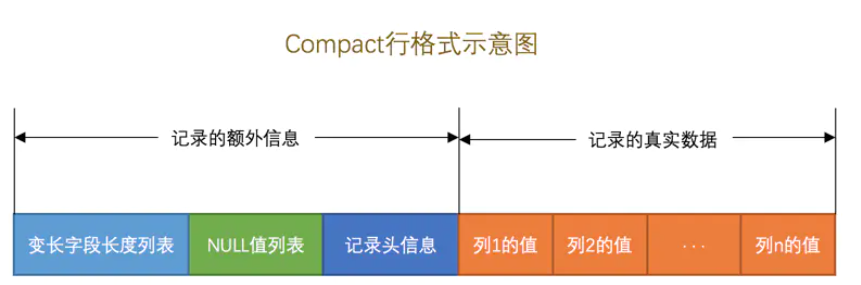 Compact行格式示意图
记录的额外信息
记录的真实数据
变长字段长度列表
NULL值列表
记录头信息
列1的值
列2的值
...
列n的值